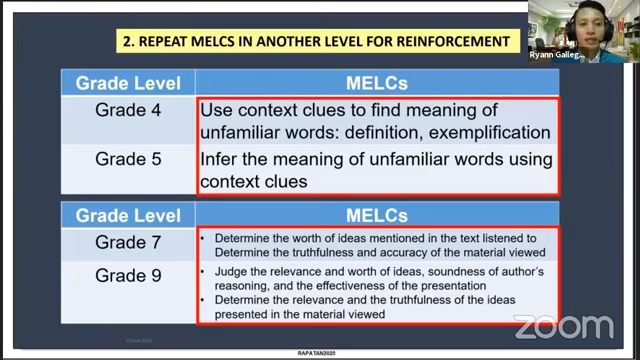 2. REPEAT MELCS IN ANOTHER LEVEL FOR REINFORCEMENT
Ryann Galleg
Grade Level MELCs
Grade 4 Use context clues to find meaning of
unfamiliar words: definition, exemplification
Grade 5 Infer the meaning of unfamiliar words using
context clues
Grade Level MELCs
Grade 7 • Determine the worth of ideas mentioned in the text listened to
Determine the truthfulness and accuracy of the material viewed
Grade 9 • Judge the relevance and worth of ideas, soundness of author's
reasoning, and the effectiveness of the presentation
• Determine the relevance and the truthfulness of the ideas
presented in the material viewed
zoom
RAPATAN2020